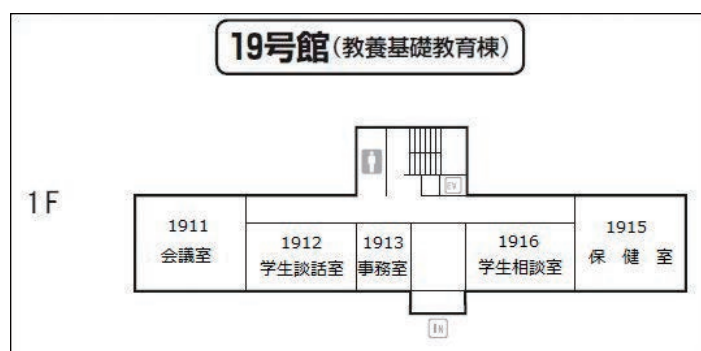 19号館(教養基礎教育棟)
1F
EV
1911
会議室
1912
学生談話室
1913
事務室
1916
学生相談室
1915
保 健 室
IN